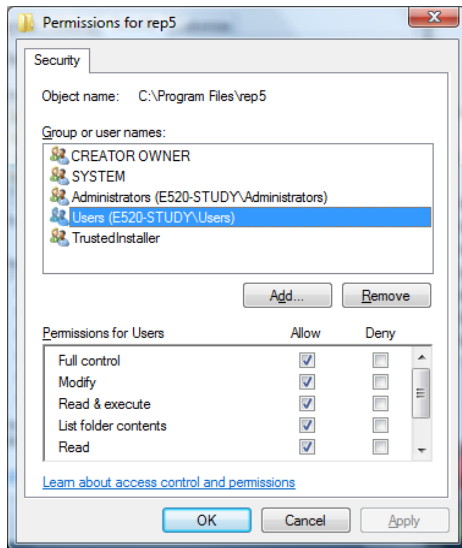 Permissions for rep5
Security
Object name: C:\Program Files\rep5
Group or user names:
CREATOR OWNER
SYSTEM
Administrators (E520-STUDY\Administrators)
Users (E520-STUDY\Users)
TrustedInstaller
Add... Remove
Permissions for Users Allow Deny
Full control
Modify
Read & execute
List folder contents
Read
Learn about access control and permissions
OK Cancel Apply